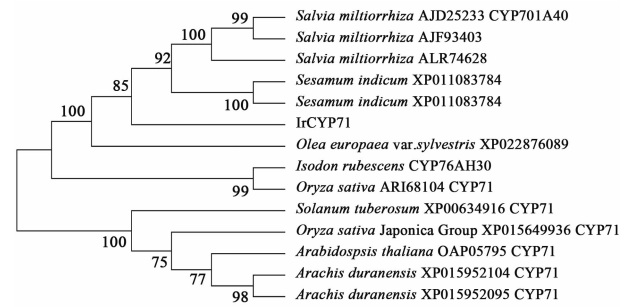 99
Salvia miltiorrhiza AJD25233 CYP701A40
100
Salvia miltiorrhiza AJF93403
92
Salvia miltiorrhiza ALR74628
85
Sesamum indicum XP011083784
100
Sesamum indicum XP011083784
100
IrCYP71
Olea europaea var.sylvestris XP022876089
Isodon rubescens CYP76AH30
99
Oryza sativa ARI68104 CYP71
Solanum tuberosum XP00634916 CYP71
100
Oryza sativa Japonica Group XP015649936 CYP71
75
Arabidospsis thaliana OAP05795 CYP71
77
Arachis duranensis XP015952104 CYP71
98
Arachis duranensis XP015952095 CYP71